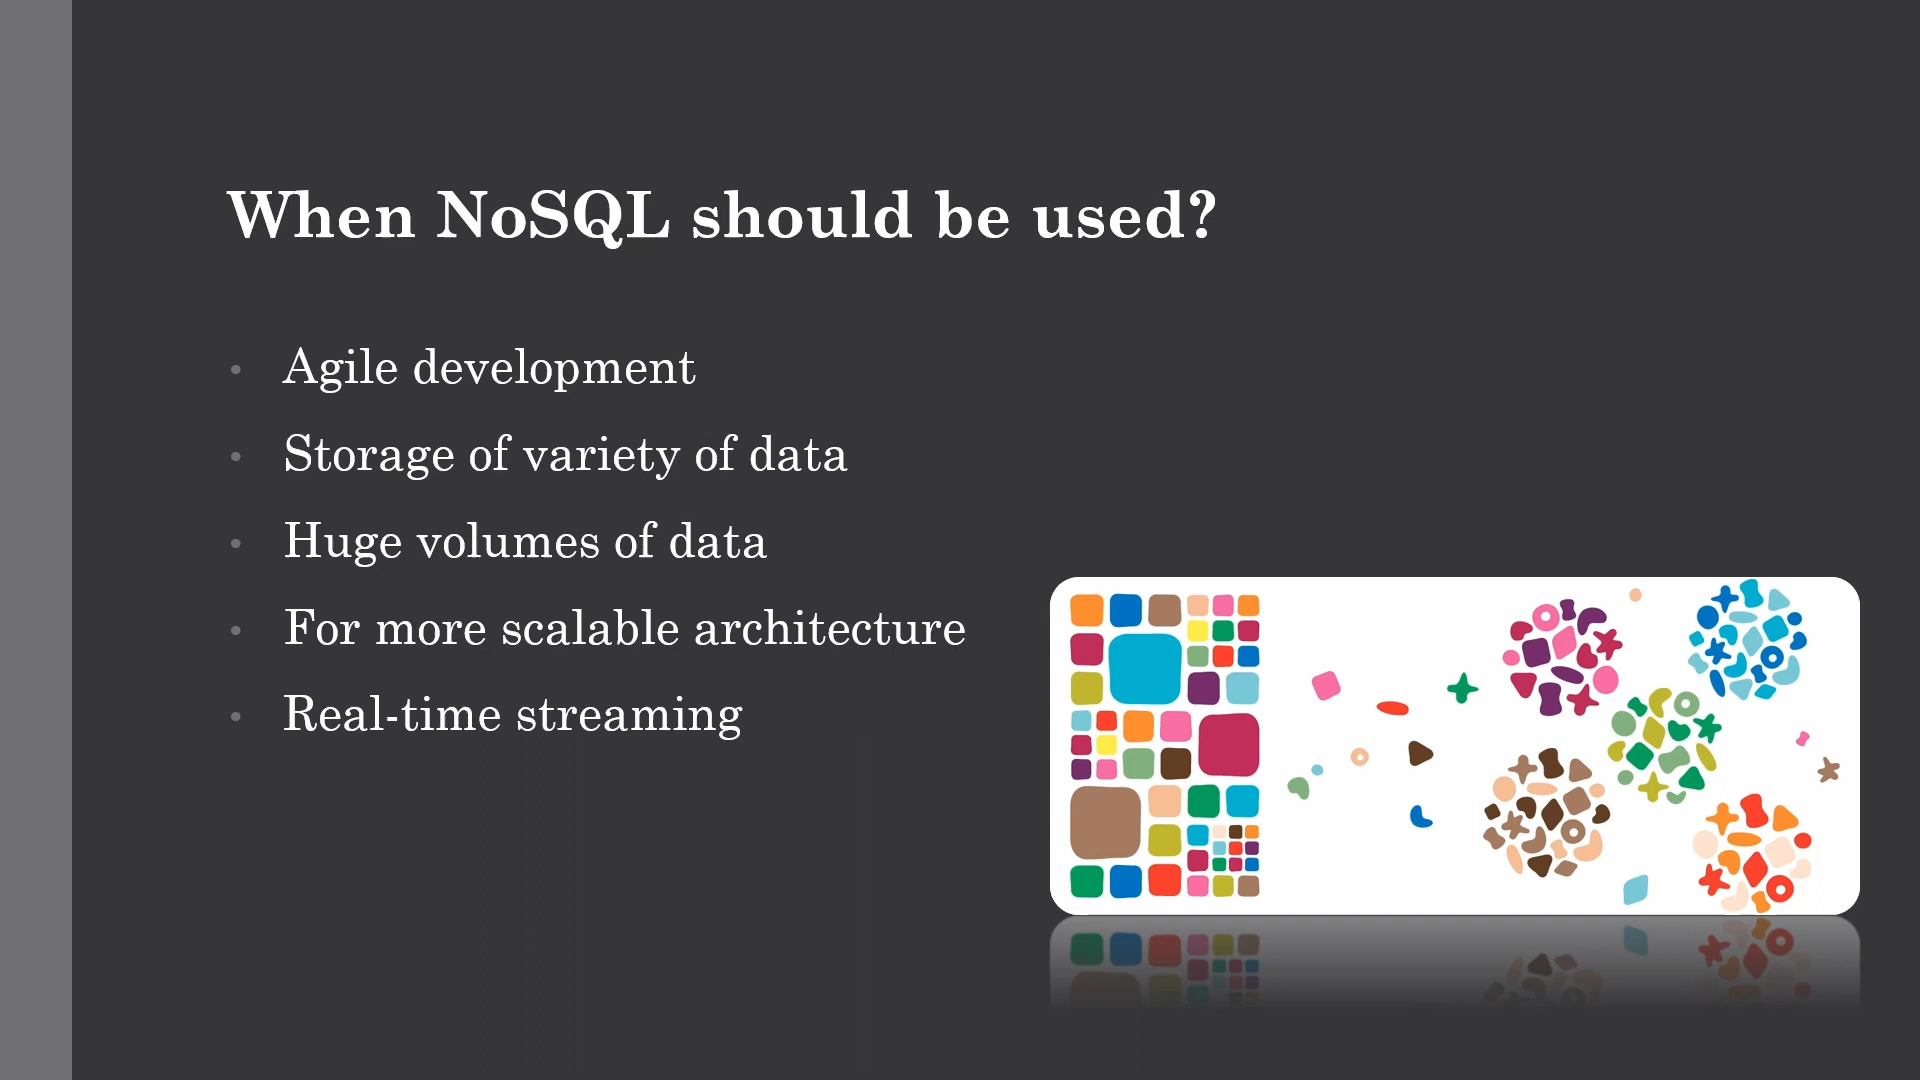 When NoSQL should be used?
• Agile development
• Storage of variety of data
• Huge volumes of data
• For more scalable architecture
• Real-time streaming